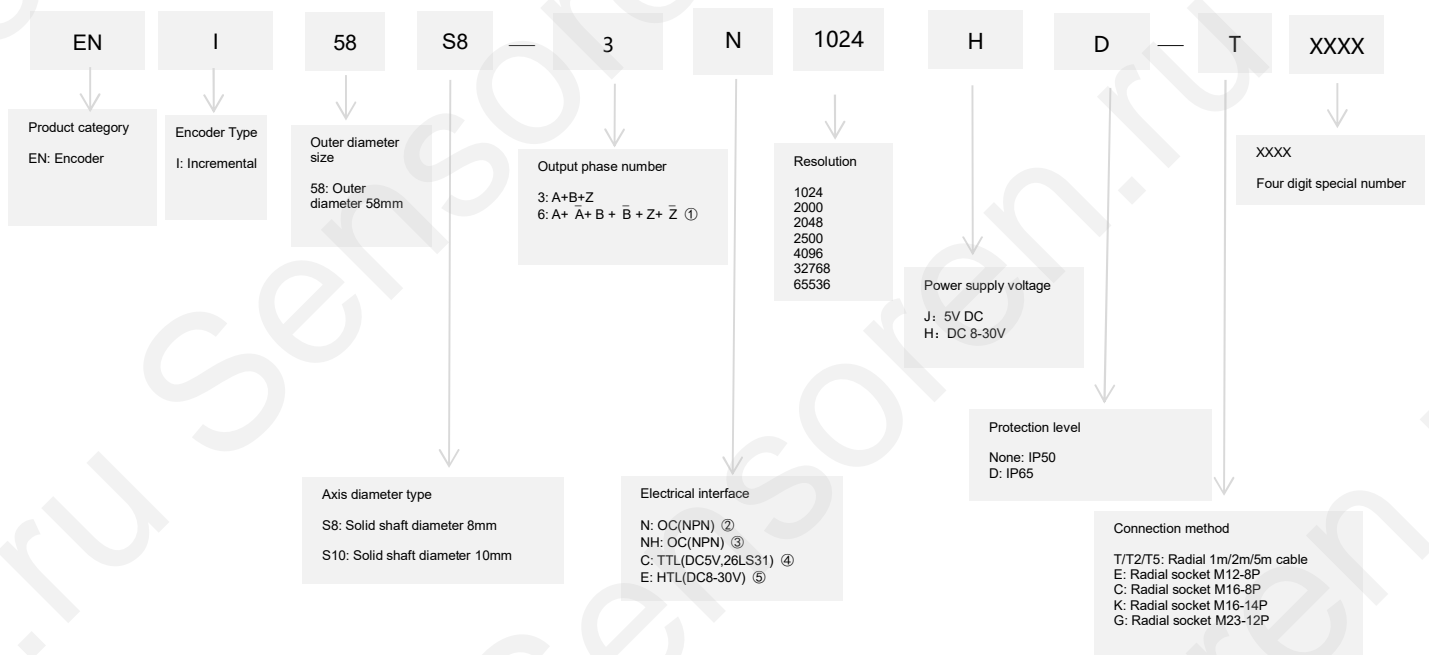 EN I 58 S8 — 3 N 1024 H D — T XXXX
Product category
EN: Encoder
Encoder Type
I: Incremental
Outer diameter
size
58: Outer
diameter 58mm
Output phase number
3: A+B+Z
6: A+ A̅+ B + B̅ + Z+ Z̅ ①
Resolution
1024
2000
2048
2500
4096
32768
65536
XXXX
Four digit special number
Power supply voltage
J：5V DC
H：DC 8-30V
Protection level
None: IP50
D: IP65
Axis diameter type
S8: Solid shaft diameter 8mm
S10: Solid shaft diameter 10mm
Electrical interface
N: OC(NPN) ②
NH: OC(NPN) ③
C: TTL(DC5V,26LS31) ④
E: HTL(DC8-30V) ⑤
Connection method
T/T2/T5: Radial 1m/2m/5m cable
E: Radial socket M12-8P
C: Radial socket M16-8P
K: Radial socket M16-14P
G: Radial socket M23-12P
Sensoren.ru